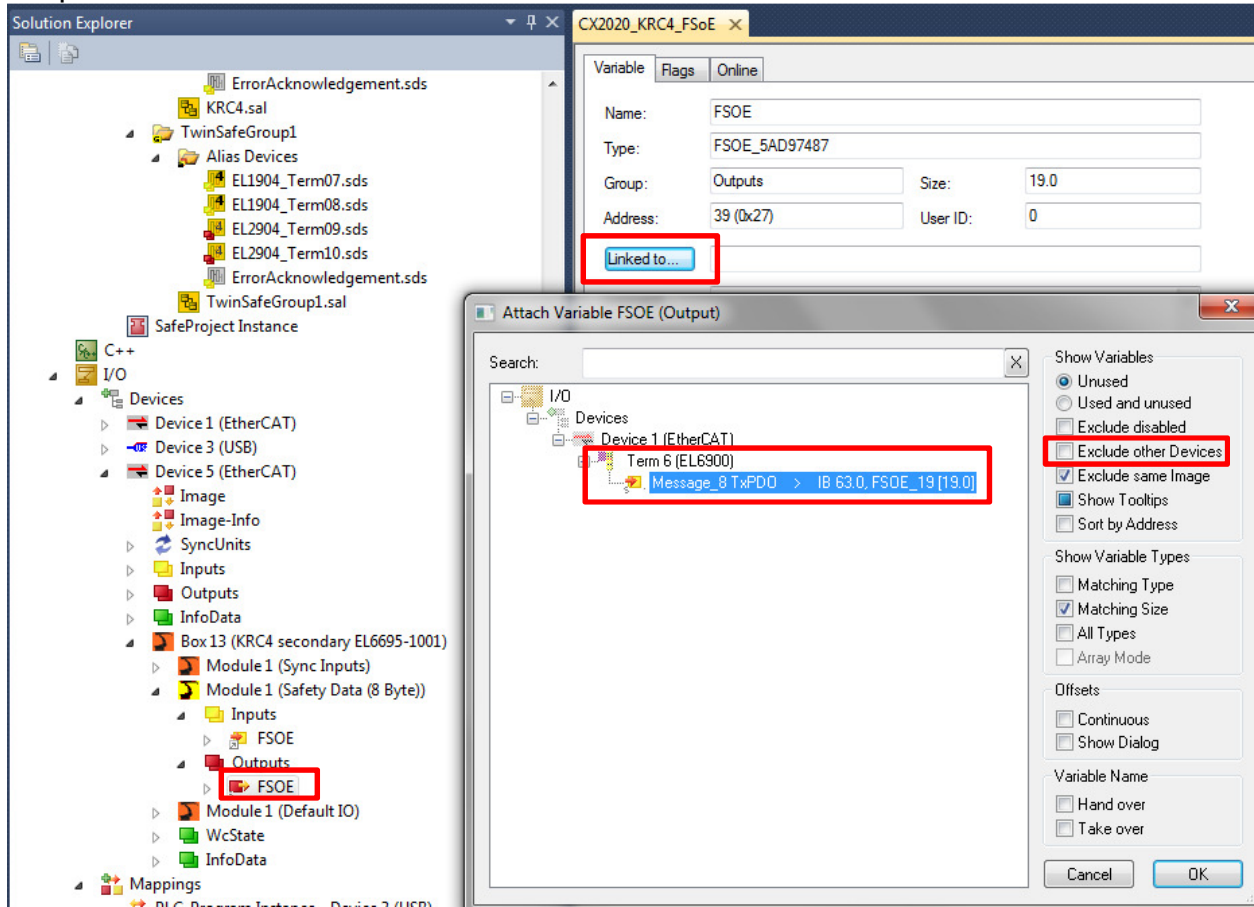 Solution Explorer
ErrorAcknowledgement.sds
KRC4.sal
TwinSafeGroup1
Alias Devices
EL1904_Term07.sds
EL1904_Term08.sds
EL2904_Term09.sds
EL2904_Term10.sds
ErrorAcknowledgement.sds
TwinSafeGroup1.sal
SafeProject Instance
C++
I/O
Devices
Device 1 (EtherCAT)
Device 3 (USB)
Device 5 (EtherCAT)
Image
Image-Info
SyncUnits
Inputs
Outputs
InfoData
Box 13 (KRC4 secondary EL6695-1001)
Module 1 (Sync Inputs)
Module 1 (Safety Data (8 Byte))
Inputs
FSOE
Outputs
FSOE
Module 1 (Default IO)
WcState
InfoData
Mappings
CX2020_KRC4_FSoE
Variable Flags Online
Name: FSOE
Type: FSOE_5AD97487
Group: Outputs Size: 19.0
Address: 39 (0x27) User ID: 0
Linked to...
Attach Variable FSOE (Output)
Search:
I/O
Devices
Device 1 (EtherCAT)
Term 6 (EL6900)
Message_8 TxPDO > IB 63.0, FSOE_19 [19.0]
Show Variables
Unused
Used and unused
Exclude disabled
Exclude other Devices
Exclude same Image
Show Tooltips
Sort by Address
Show Variable Types
Matching Type
Matching Size
All Types
Array Mode
Offsets
Continuous
Show Dialog
Variable Name
Hand over
Take over
Cancel OK